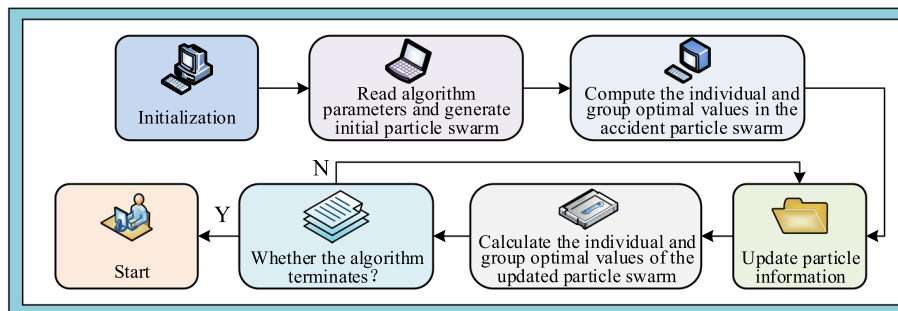 Initialization
Read algorithm
parameters and generate
initial particle swarm
Compute the individual and
group optimal values in the
accident particle swarm
N
Start
Y
Whether the algorithm
terminates?
Calculate the individual and
group optimal values of the
updated particle swarm
Update particle
information